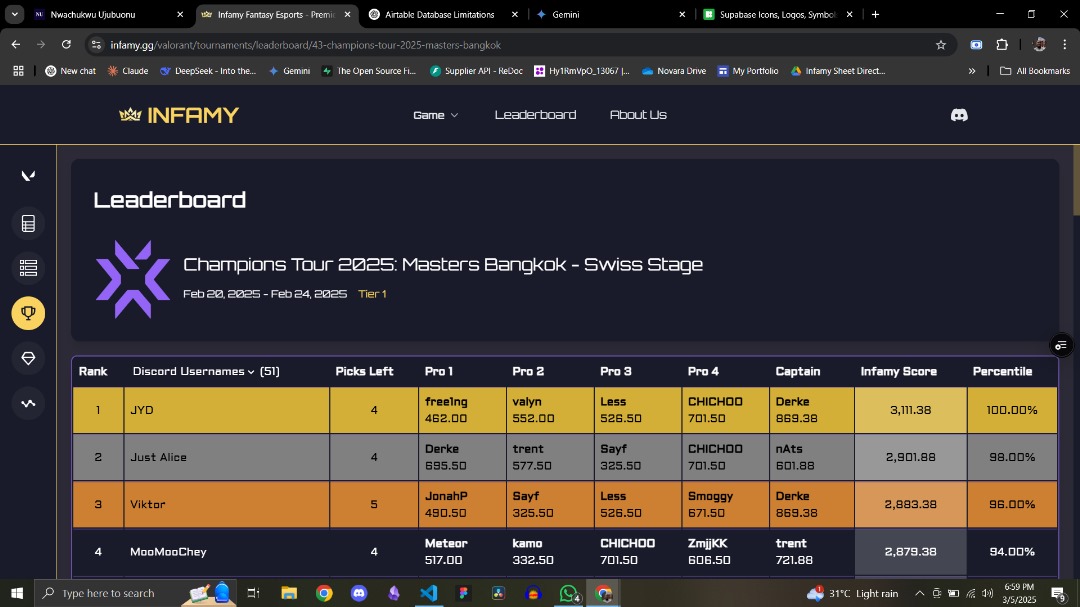 Nwachukwu Ujubuonu
Infamy Fantasy Esports - Premie
Airtable Database Limitations
Gemini
Supabase Icons, Logos, Symbol
infamy.gg/valorant/tournaments/leaderboard/43-champions-tour-2025-masters-bangkok
New chat
Claude
DeepSeek - Into the...
Gemini
The Open Source Fi...
Supplier API - ReDoc
Hy1RmVpO_13067 |...
Novara Drive
My Portfolio
Infamy Sheet Direct...
All Bookmarks
INFAMY
Game
Leaderboard
About Us
Leaderboard
Champions Tour 2025: Masters Bangkok - Swiss Stage
Feb 20, 2025 - Feb 24, 2025 Tier 1
Rank Discord Usernames (51) Picks Left Pro 1 Pro 2 Pro 3 Pro 4 Captain Infamy Score Percentile
1 JYD 4 free1ng valyn Less CHICHOO Derke 3,111.38 100.00%
462.00 552.00 526.50 701.50 869.38
2 Just Alice 4 Derke trent Sayf CHICHOO nAts 2,901.88 98.00%
695.50 577.50 325.50 701.50 601.88
3 Viktor 5 JonahP Sayf Less Smoggy Derke 2,883.38 96.00%
490.50 325.50 526.50 671.50 869.38
4 MooMooChey 4 Meteor kamo CHICHOO ZmjjKK trent 2,879.38 94.00%
517.00 332.50 701.50 606.50 721.88
Type here to search
4
31°C Light rain
6:59 PM
3/5/2025
9